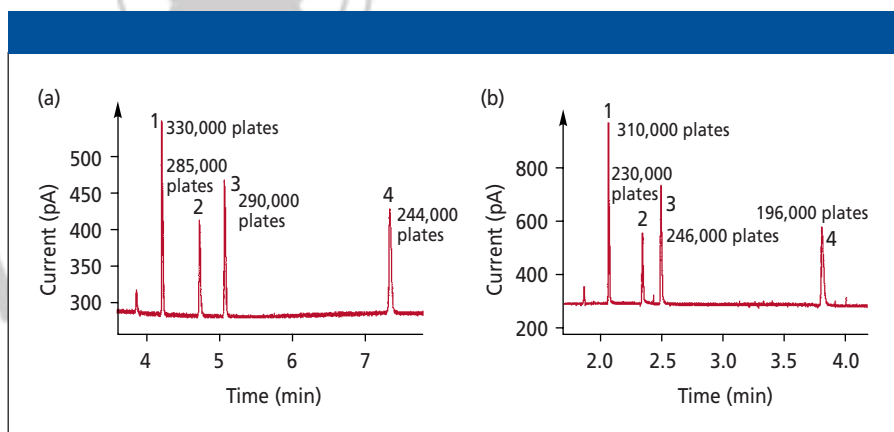 (a)
1
330,000 plates
285,000
plates
2
3
290,000
plates
4
244,000
plates
500
450
400
350
300
Current (pA)
4 5 6 7
Time (min)
(b)
1
310,000 plates
230,000
plates
2
3
246,000 plates
196,000 plates
4
800
600
400
200
Current (pA)
2.0 2.5 3.0 3.5 4.0
Time (min)